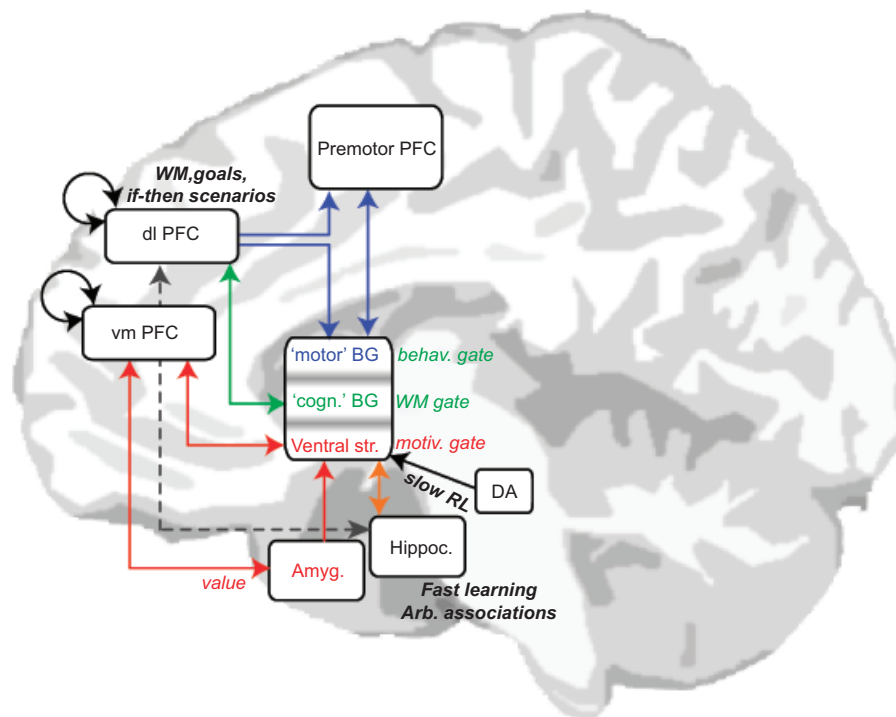 Premotor PFC
WM,goals,
if-then scenarios
dl PFC
vm PFC
'motor' BG
behav. gate
'cogn.' BG
WM gate
Ventral str.
motiv. gate
slow RL
DA
Hippoc.
Amyg.
value
Fast learning
Arb. associations